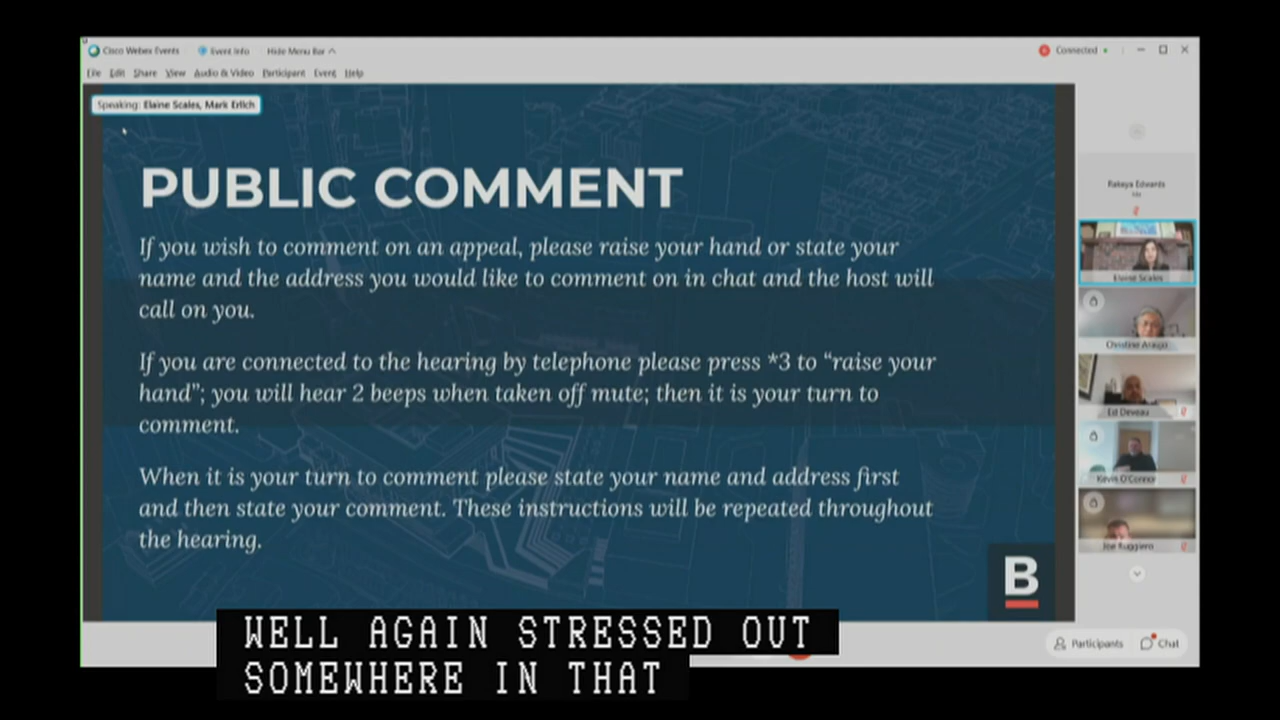 Cisco Webex Events
Event Info
Hide Menu Bar
Connected
File Edit Share View Audio & Video Participant Event Help
Speaking: Elaine Scales, Mark Erlich
PUBLIC COMMENT
If you wish to comment on an appeal, please raise your hand or state your
name and the address you would like to comment on in chat and the host will
call on you.
If you are connected to the hearing by telephone please press *3 to “raise your
hand”; you will hear 2 beeps when taken off mute; then it is your turn to
comment.
When it is your turn to comment please state your name and address first
and then state your comment. These instructions will be repeated throughout
the hearing.
B
Rakeya Edwards
Me
Elaine Scales
Christine Araujo
Ed Deveau
Kevin O'Connor
Joe Ruggiero
Participants
Chat
WELL AGAIN STRESSED OUT
SOMEWHERE IN THAT